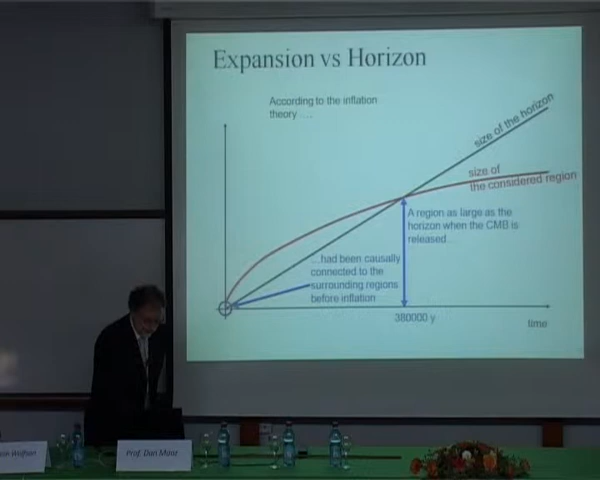 Expansion vs Horizon
According to the inflation
theory ....
size of the horizon
size of
the considered region
A region as large as the
horizon when the CMB is
released...
...had been causally
connected to the
surrounding regions
before inflation
380000 y
time
Prof. Dan Maoz